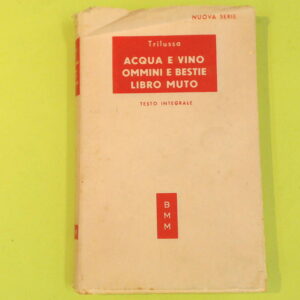 NUOVA SERIE
Trilussa
ACQUA E VINO
OMMINI E BESTIE
LIBRO MUTO
TESTO INTEGRALE
B
M
M